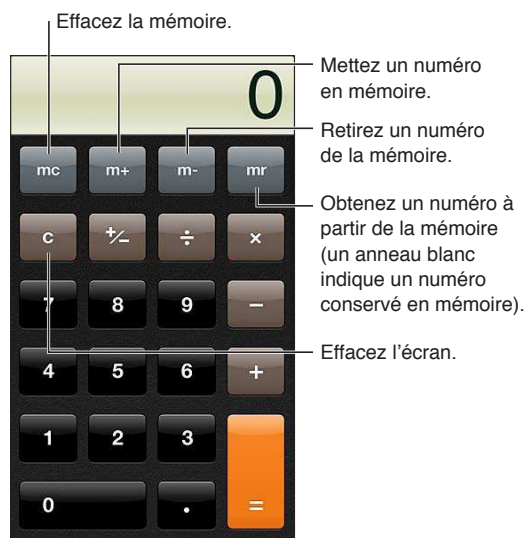 Effacez la mémoire.
0
Mettez un numéro
en mémoire.
Retirez un numéro
de la mémoire.
Obtenez un numéro à
partir de la mémoire
(un anneau blanc
indique un numéro
conservé en mémoire).
Effacez l'écran.
mc m+ m- mr
c +/− ÷ ×
7 8 9 −
4 5 6 +
1 2 3
0 . =